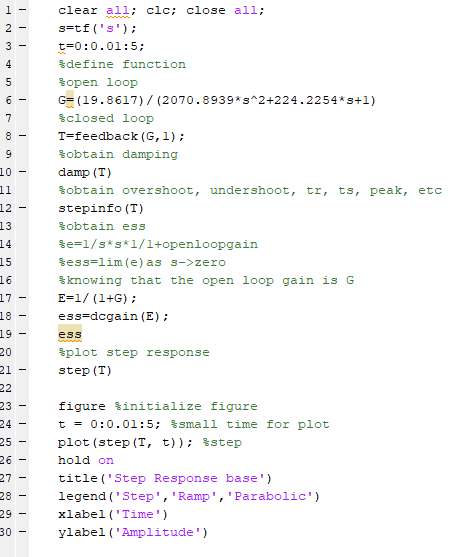 1 - clear all; clc; close all;
2 - s=tf('s');
3 - t=0:0.01:5;
4 %define function
5 %open loop
6 - G=(19.8617)/(2070.8939*s^2+224.2254*s+1)
7 %closed loop
8 - T=feedback(G,1);
9 %obtain damping
10 - damp(T)
11 %obtain overshoot, undershoot, tr, ts, peak, etc
12 - stepinfo(T)
13 %obtain ess
14 %e=1/s*s*1/1+openloopgain
15 %ess=lim(e)as s->zero
16 %knowing that the open loop gain is G
17 - E=1/(1+G);
18 - ess=dcgain(E);
19 - ess
20 %plot step response
21 - step(T)
22
23 - figure %initialize figure
24 - t = 0:0.01:5; %small time for plot
25 - plot(step(T, t)); %step
26 - hold on
27 - title('Step Response base')
28 - legend('Step','Ramp','Parabolic')
29 - xlabel('Time')
30 - ylabel('Amplitude')